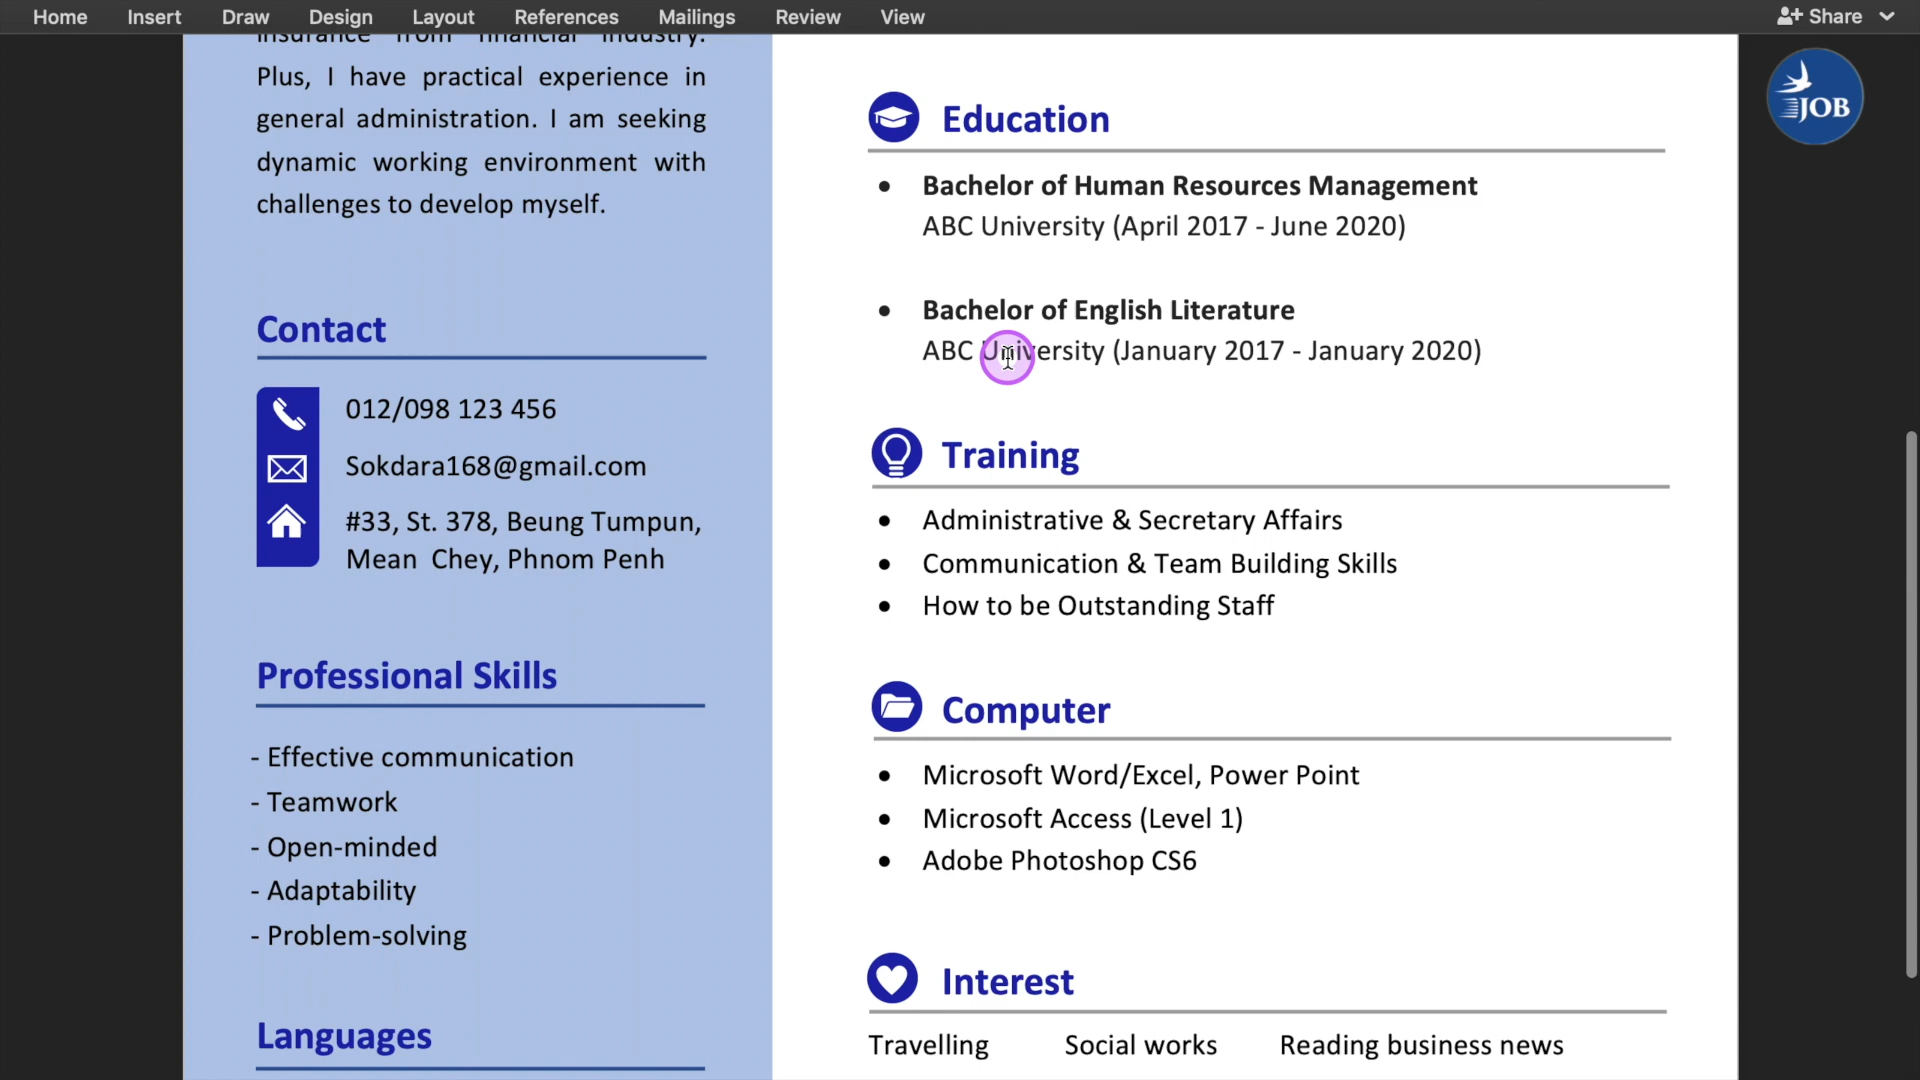 Home Insert Draw Design Layout References Mailings Review View Share
JOB
insurance from financial industry.
Plus, I have practical experience in
general administration. I am seeking
dynamic working environment with
challenges to develop myself.
Contact
012/098 123 456
Sokdara168@gmail.com
#33, St. 378, Beung Tumpun,
Mean Chey, Phnom Penh
Professional Skills
- Effective communication
- Teamwork
- Open-minded
- Adaptability
- Problem-solving
Languages
Education
• Bachelor of Human Resources Management
ABC University (April 2017 - June 2020)
• Bachelor of English Literature
ABC University (January 2017 - January 2020)
Training
• Administrative & Secretary Affairs
• Communication & Team Building Skills
• How to be Outstanding Staff
Computer
• Microsoft Word/Excel, Power Point
• Microsoft Access (Level 1)
• Adobe Photoshop CS6
Interest
Travelling Social works Reading business news